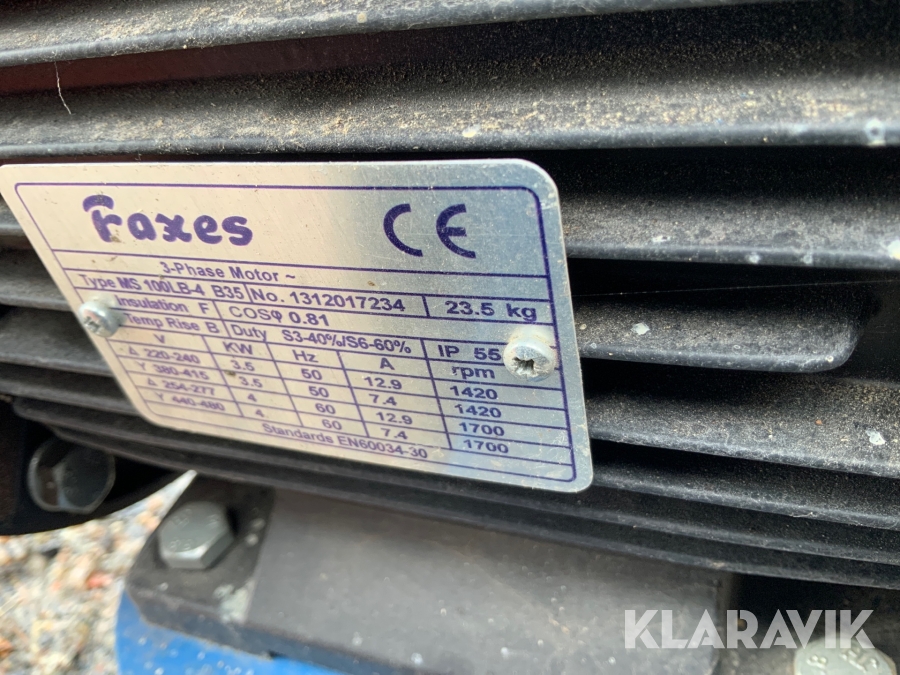 Faxes CE
3-Phase Motor ~
Type MS 100LB-4 B35 No. 1312017234 23.5 kg
Insulation F COSφ 0.81
Temp Rise B Duty S3-40%/S6-60% IP 55
V KW Hz A rpm
Δ 220-240 3.5 50 12.9 1420
Y 380-415 3.5 50 7.4 1420
Δ 254-277 4 60 12.9 1700
Y 440-480 4 60 7.4 1700
Standards EN60034-30
KLARAVIK
8